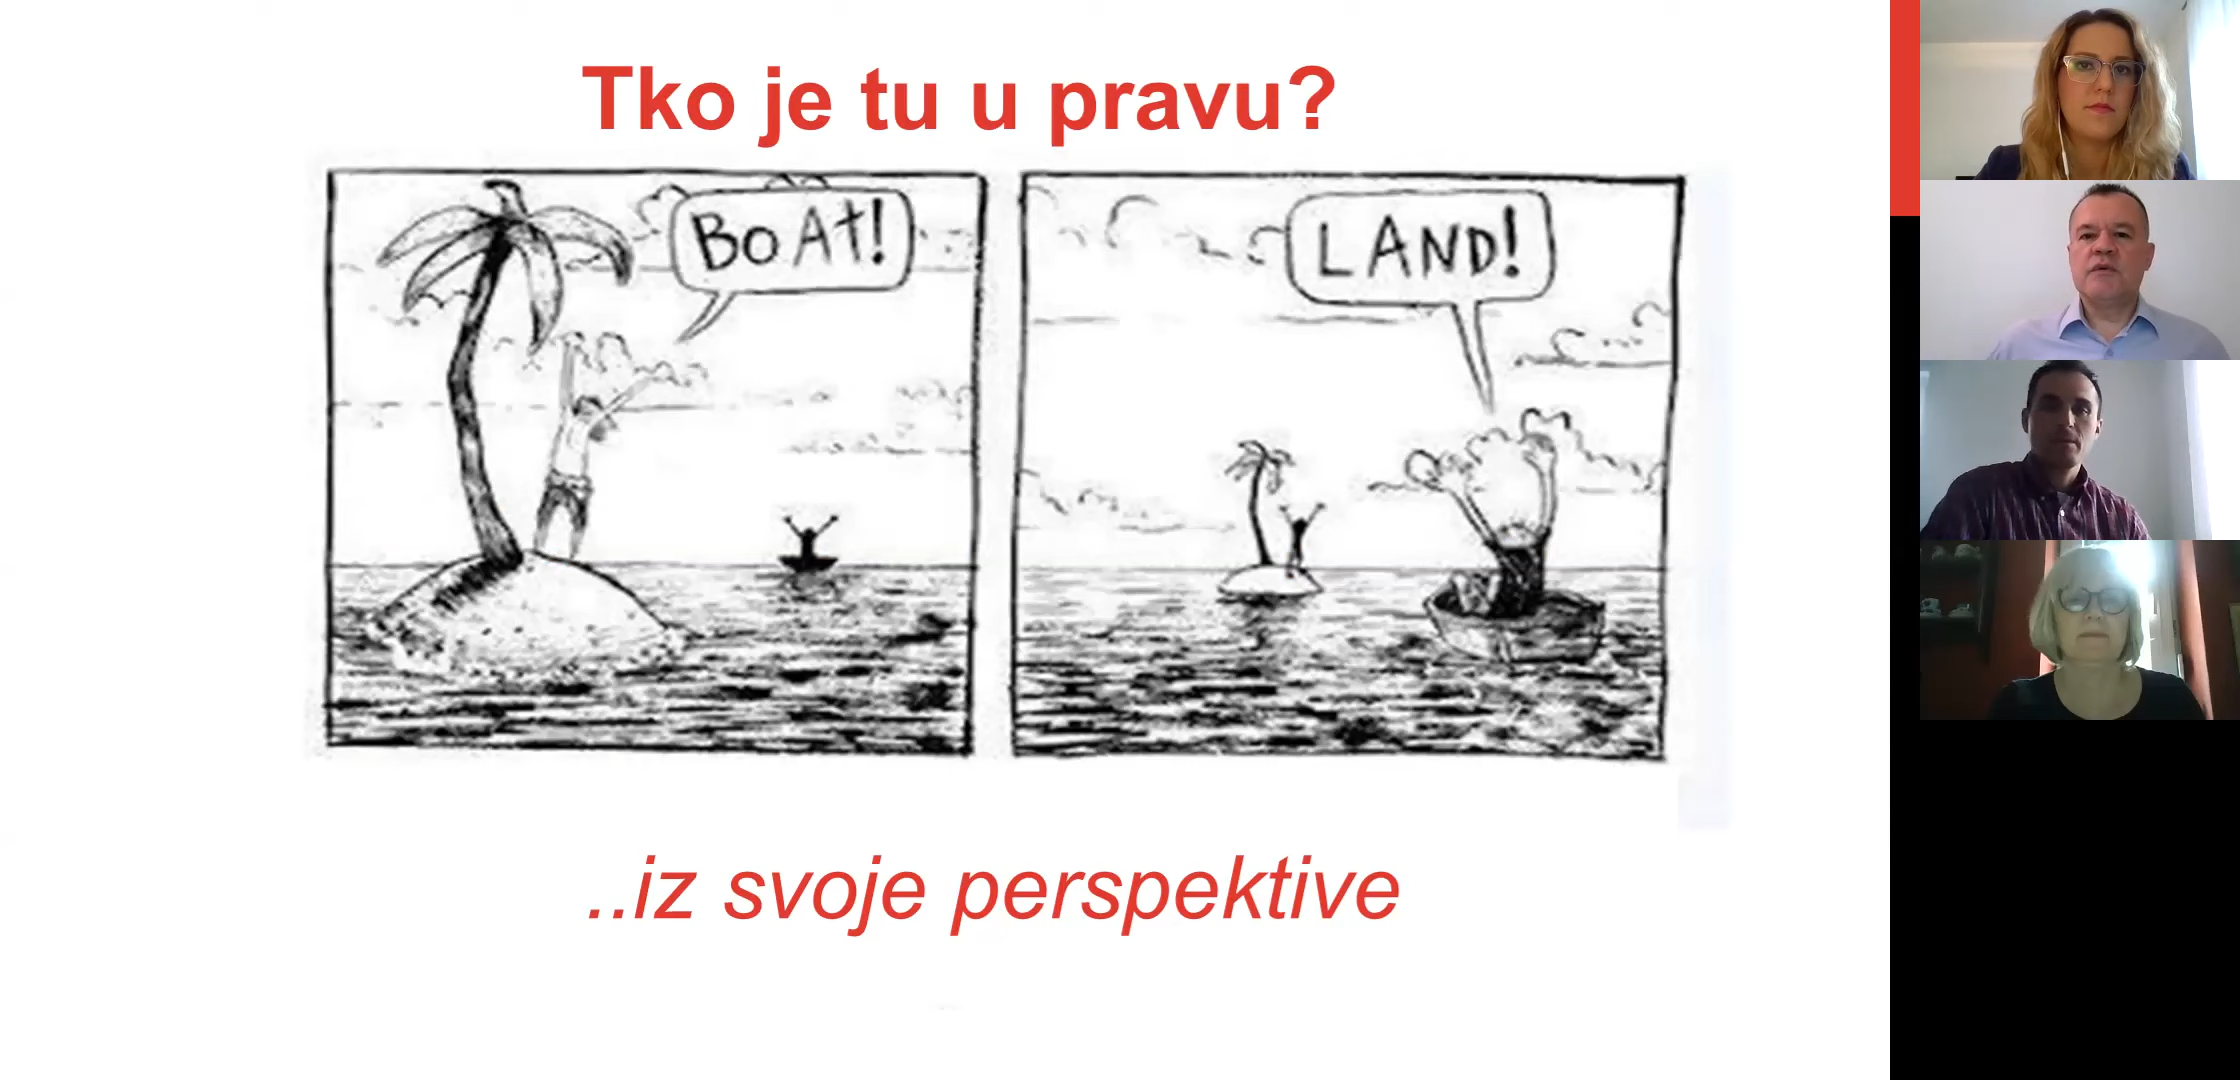 Tko je tu u pravu?
BOAt!
LAND!
..iz svoje perspektive